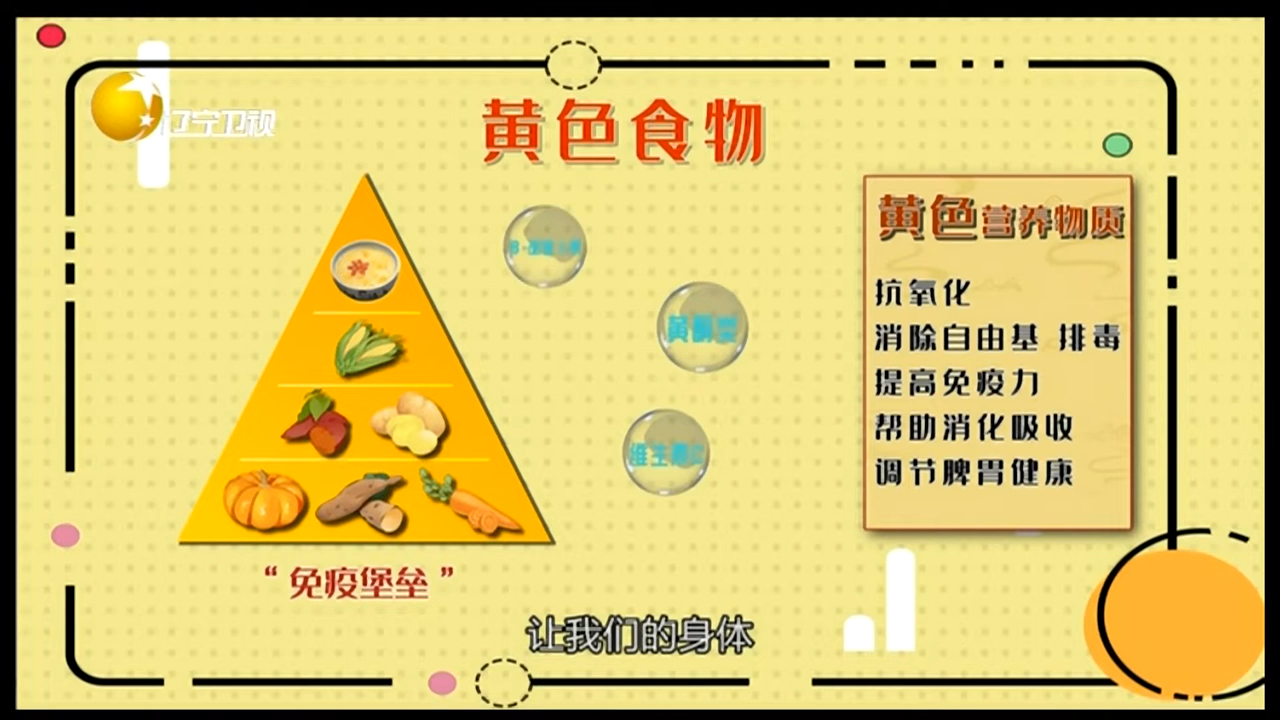 辽宁卫视
黄色食物
黄色营养物质
抗氧化
消除自由基 排毒
提高免疫力
帮助消化吸收
调节脾胃健康
黄酮类
“免疫堡垒”
让我们的身体